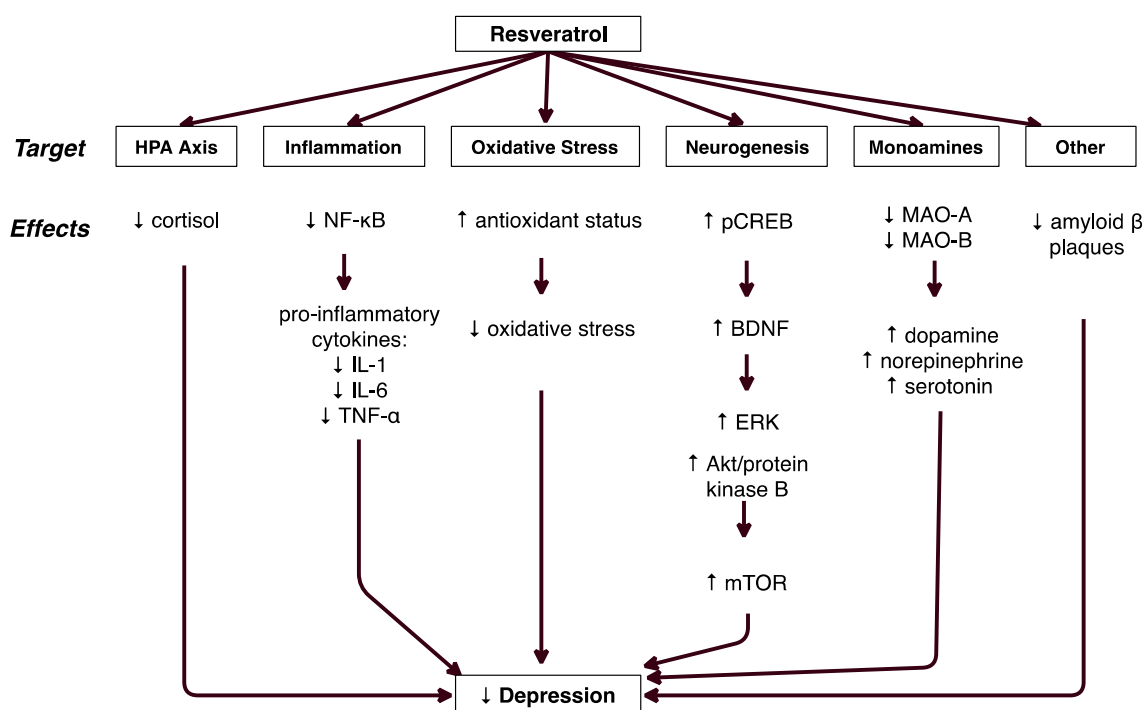 Resveratrol
Target
HPA Axis
Inflammation
Oxidative Stress
Neurogenesis
Monoamines
Other
Effects
↓ cortisol
↓ NF-κB
pro-inflammatory
cytokines:
↓ IL-1
↓ IL-6
↓ TNF-α
↑ antioxidant status
↓ oxidative stress
↑ pCREB
↑ BDNF
↑ ERK
↑ Akt/protein
kinase B
↑ mTOR
↓ MAO-A
↓ MAO-B
↑ dopamine
↑ norepinephrine
↑ serotonin
↓ amyloid β
plaques
↓ Depression